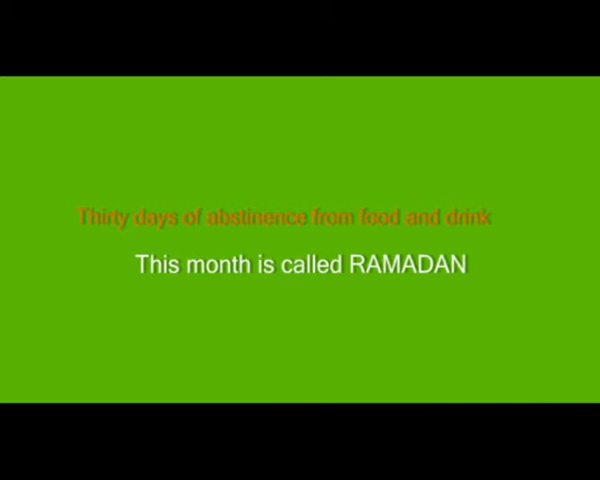 Thirty days of abstinence from food and drink
This month is called RAMADAN